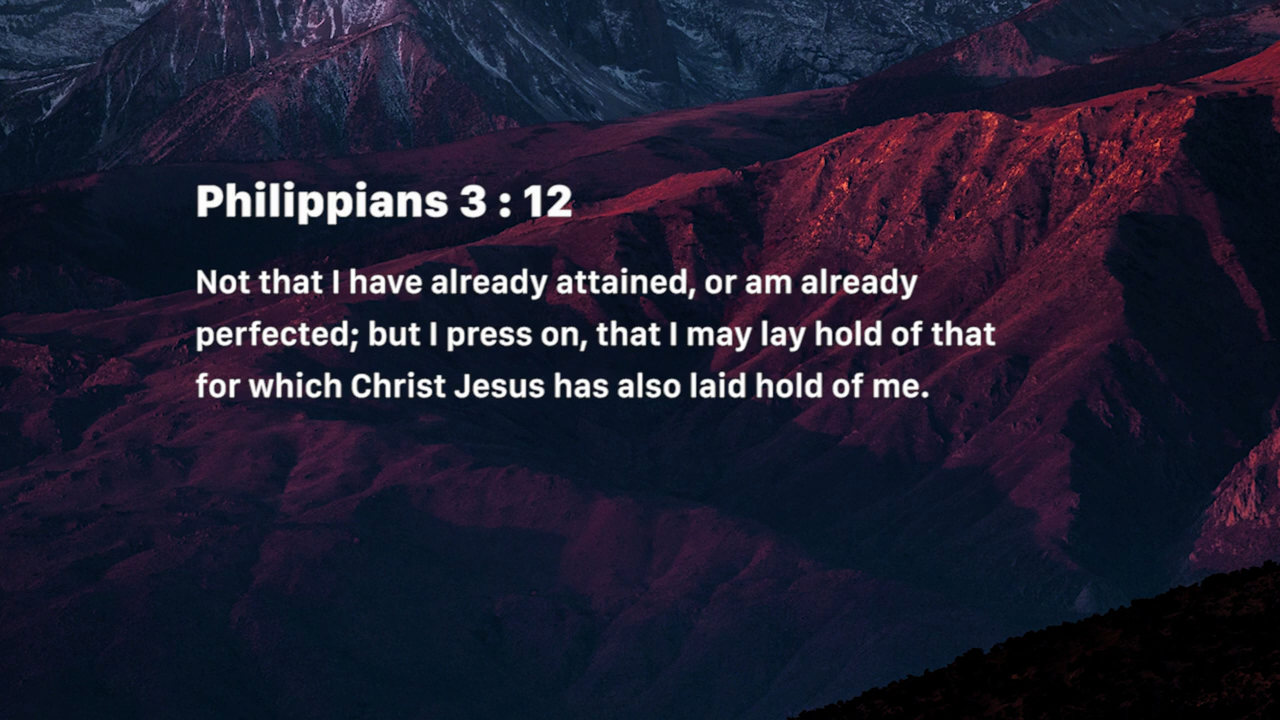 Philippians 3 : 12
Not that I have already attained, or am already
perfected; but I press on, that I may lay hold of that
for which Christ Jesus has also laid hold of me.